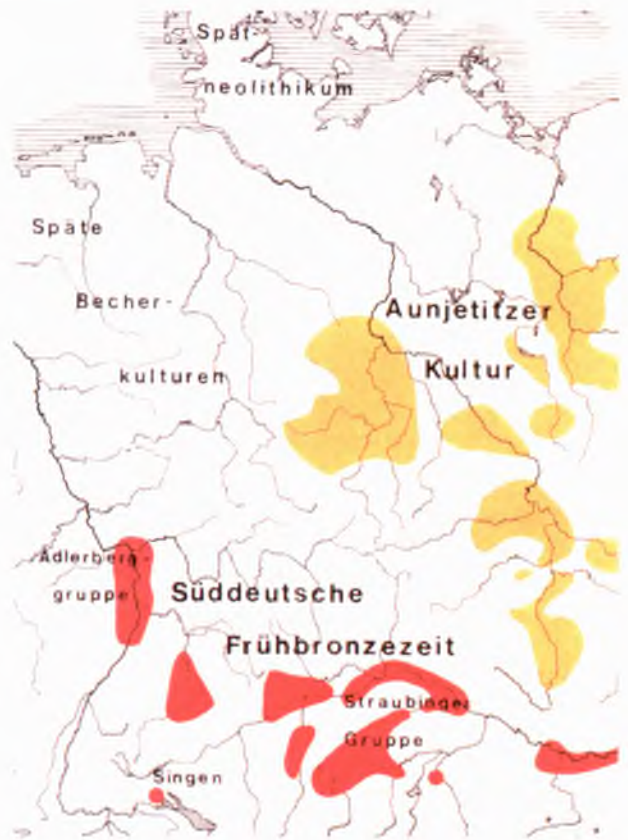 Spät-
neolithikum
Späte
Becher-
kulturen
Aunjetitzer
Kultur
Adlerberg-
gruppe
Süddeutsche
Frühbronzezeit
Straubinger
Gruppe
Singen